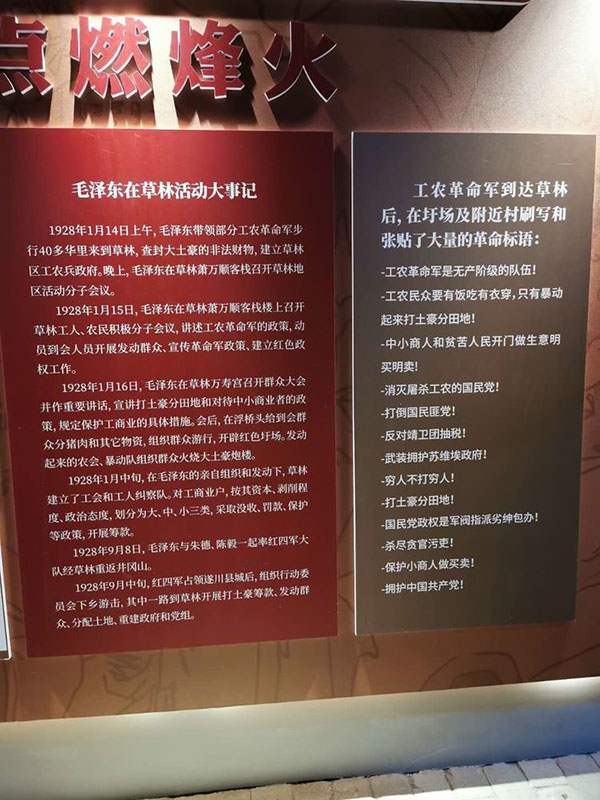 点燃烽火
毛泽东在草林活动大事记
1928年1月14日上午，毛泽东带领部分工农革命军步
行40多华里来到草林，查封大土豪的非法财物，建立草林
区工农兵政府。晚上，毛泽东在草林萧万顺客栈召开草林地
区活动分子会议。
1928年1月15日，毛泽东在草林萧万顺客栈楼上召开
草林工人、农民积极分子会议，讲述工农革命军的政策，动
员到会人员开展发动群众、宣传革命军政策、建立红色政
权工作。
1928年1月16日，毛泽东在草林万寿宫召开群众大会
并作重要讲话，宣讲打土豪分田地和对待中小商业者的政
策，规定保护工商业的具体措施。会后，在浮桥头给到会群
众分猪肉和其它物资，组织群众游行，开辟红色圩场。发动
起来的农会、暴动队组织群众火烧大土豪炮楼。
1928年1月中旬，在毛泽东的亲自组织和发动下，草林
建立了工会和工人纠察队。对工商业户，按其资本、剥削程
度、政治态度，划分为大、中、小三类，采取没收、罚款、保护
等政策，开展筹款。
1928年9月8日，毛泽东与朱德、陈毅一起率红四军大
队经草林重返井冈山。
1928年9月中旬，红四军占领遂川县城后，组织行动委
员会下乡游击，其中一路到草林开展打土豪筹款、发动群
众、分配土地、重建政府和党组。
工农革命军到达草林
后，在圩场及附近村刷写和
张贴了大量的革命标语：
-工农革命军是无产阶级的队伍！
-工农民众要有饭吃有衣穿，只有暴动
起来打土豪分田地！
-中小商人和贫苦人民开门做生意明
买明卖！
-消灭屠杀工农的国民党！
-打倒国民匪党！
-反对靖卫团抽税！
-武装拥护苏维埃政府！
-穷人不打穷人！
-打土豪分田地！
-国民党政权是军阀指派劣绅包办！
-杀尽贪官污吏！
-保护小商人做买卖！
-拥护中国共产党！